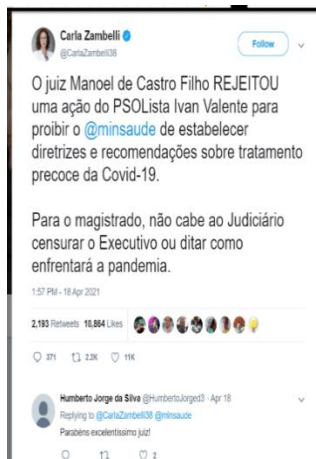 Carla Zambelli
@CarlaZambelli38
Follow
O juiz Manoel de Castro Filho REJEITOU
uma ação do PSOLista Ivan Valente para
proibir o @minsaude de estabelecer
diretrizes e recomendações sobre tratamento
precoce da Covid-19.
Para o magistrado, não cabe ao Judiciário
censurar o Executivo ou ditar como
enfrentará a pandemia.
1:57 PM - 18 Apr 2021
2,193 Retweets 10,864 Likes
371 2.2K 11K
Humberto Jorge da Silva @HumbertoJorged3 · Apr 18
Replying to @CarlaZambelli38 @minsaude
Parabéns excelentíssimo juiz!
2